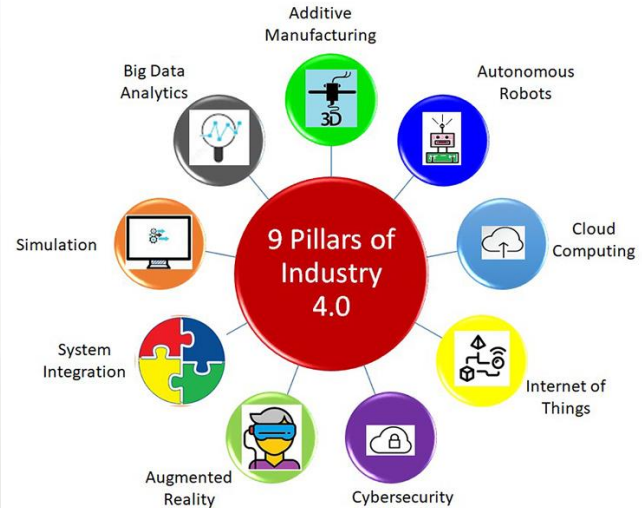 Additive
Manufacturing
3D
Autonomous
Robots
Cloud
Computing
Internet of
Things
Cybersecurity
Augmented
Reality
System
Integration
Simulation
Big Data
Analytics
9 Pillars of
Industry
4.0